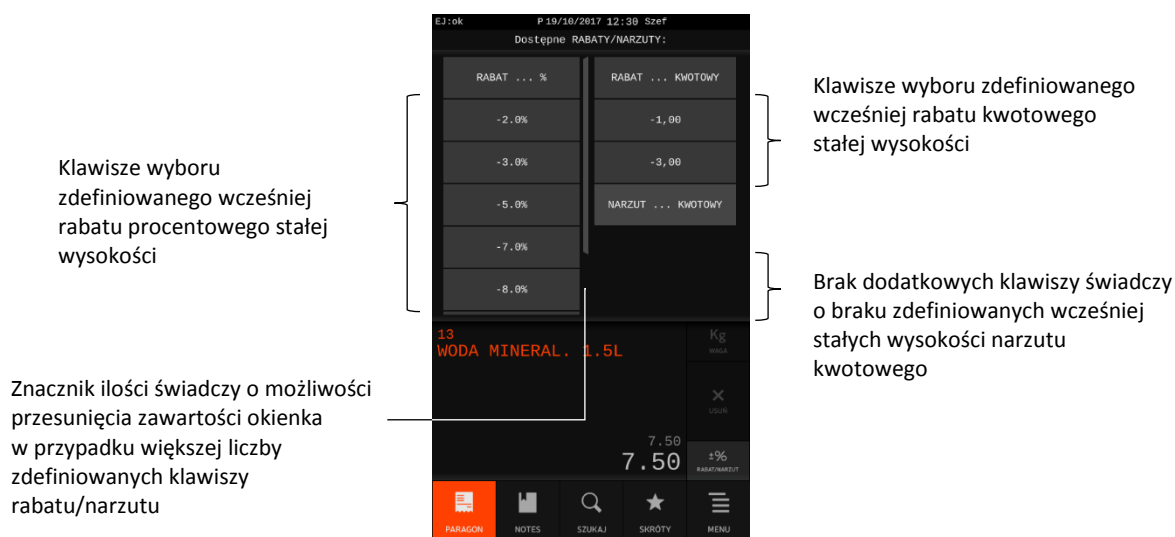 EJ:ok P 19/10/2017 12:30 Szef
Dostępne RABATY/NARZUTY:
RABAT ... %
-2.0%
-3.0%
-5.0%
-7.0%
-8.0%
RABAT ... KWOTOWY
-1,00
-3,00
NARZUT ... KWOTOWY
Klawisze wyboru
zdefiniowanego wcześniej
rabatu procentowego stałej
wysokości
Klawisze wyboru zdefiniowanego
wcześniej rabatu kwotowego
stałej wysokości
Brak dodatkowych klawiszy świadczy
o braku zdefiniowanych wcześniej
stałych wysokości narzutu
kwotowego
Znacznik ilości świadczy o możliwości
przesunięcia zawartości okienka
w przypadku większej liczby
zdefiniowanych klawiszy
rabatu/narzutu
13
WODA MINERAL. 1.5L
Kg
WAGA
USUŃ
7.50
7.50
±%
RABAT/NARZUT
PARAGON NOTES SZUKAJ SKRÓTY MENU